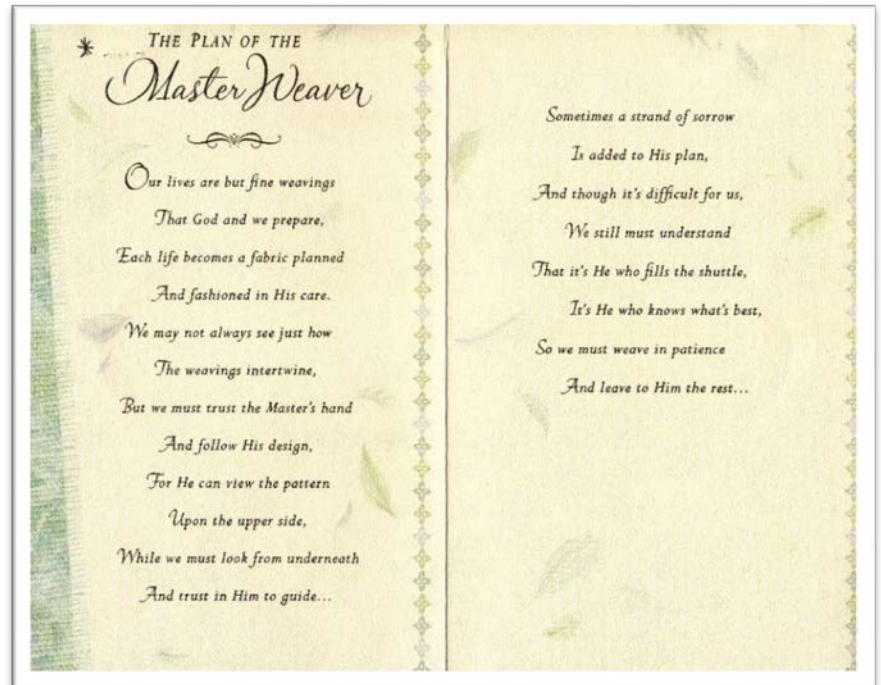 THE PLAN OF THE
Master Weaver
Our lives are but fine weavings
That God and we prepare,
Each life becomes a fabric planned
And fashioned in His care.
We may not always see just how
The weavings intertwine,
But we must trust the Master's hand
And follow His design,
For He can view the pattern
Upon the upper side,
While we must look from underneath
And trust in Him to guide...
Sometimes a strand of sorrow
Is added to His plan,
And though it's difficult for us,
We still must understand
That it's He who fills the shuttle,
It's He who knows what's best,
So we must weave in patience
And leave to Him the rest...